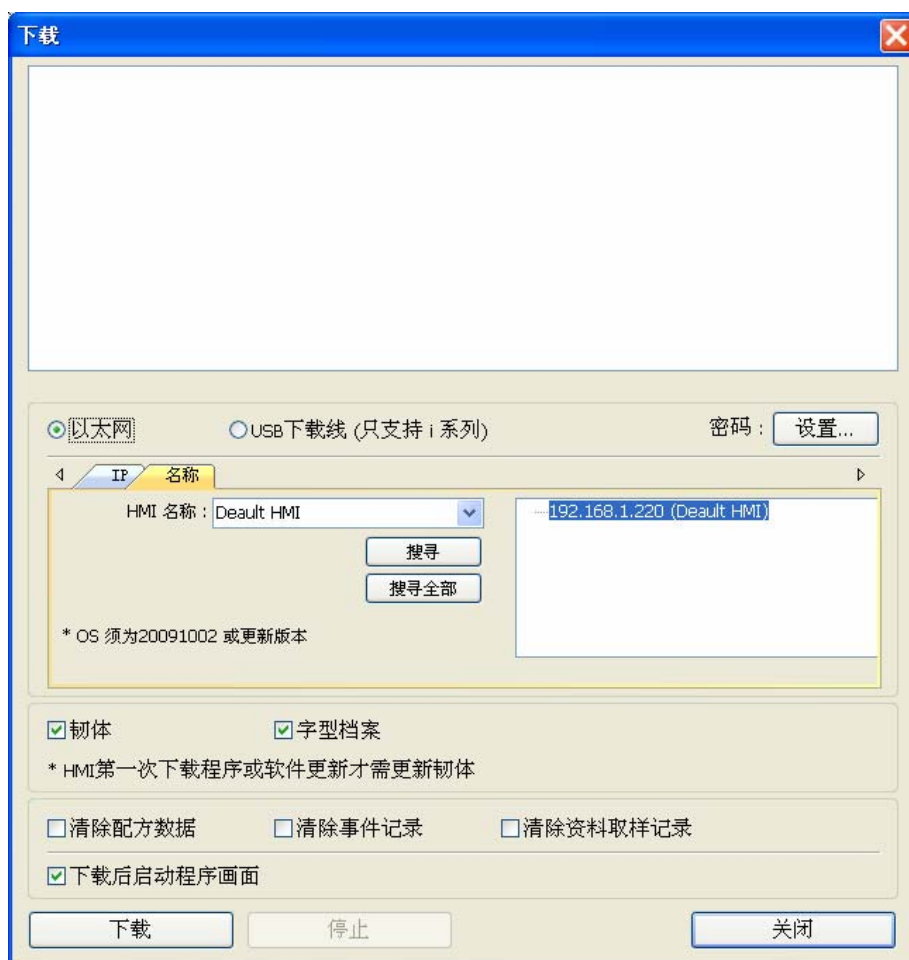 下载
以太网 USB下载线 (只支持 i 系列) 密码: 设置...
IP 名称
HMI 名称: Deault HMI 192.168.1.220 (Deault HMI)
搜寻
搜寻全部
* OS 须为20091002 或更新版本
韧体 字型档案
* HMI第一次下载程序或软件更新才需更新韧体
清除配方数据 清除事件记录 清除资料取样记录
下载后启动程序画面
下载 停止 关闭